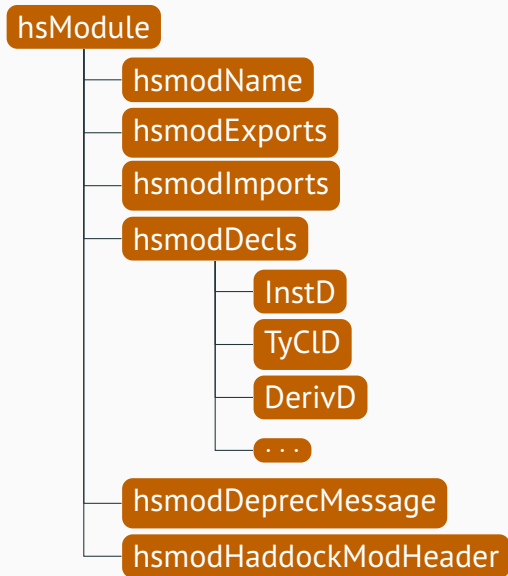 hsModule
hsmodName
hsmodExports
hsmodImports
hsmodDecls
InstD
TyClD
DerivD
···
hsmodDeprecMessage
hsmodHaddockModHeader